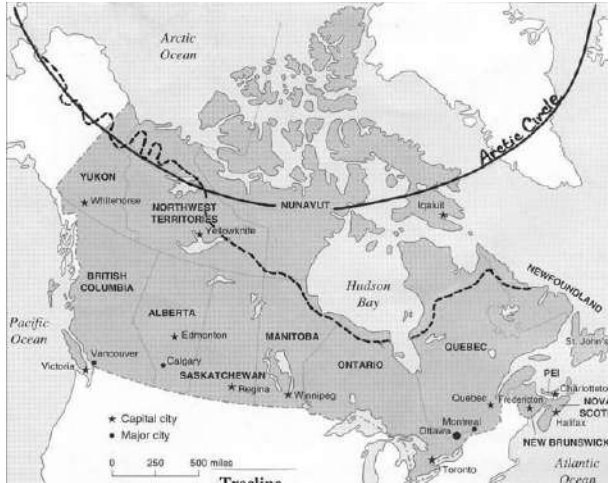 Arctic
Ocean
Arctic Circle
YUKON
Whitehorse
NORTHWEST
TERRITORIES
NUNAVUT
Iqaluit
Yellowknife
BRITISH
COLUMBIA
Hudson
Bay
NEWFOUNDLAND
ALBERTA
Pacific
Ocean
Edmonton
MANITOBA
QUEBEC
St. John's
Vancouver
Victoria
Calgary
SASKATCHEWAN
ONTARIO
PEI
Regina
Winnipeg
Quebec
Fredericton
Charlotteto
NOVA
SCOT
Capital city
Major city
Montreal
Ottawa
Halifax
NEW BRUNSWICK
Toronto
0 250 500 miles
Atlantic
Ocean
Treeline